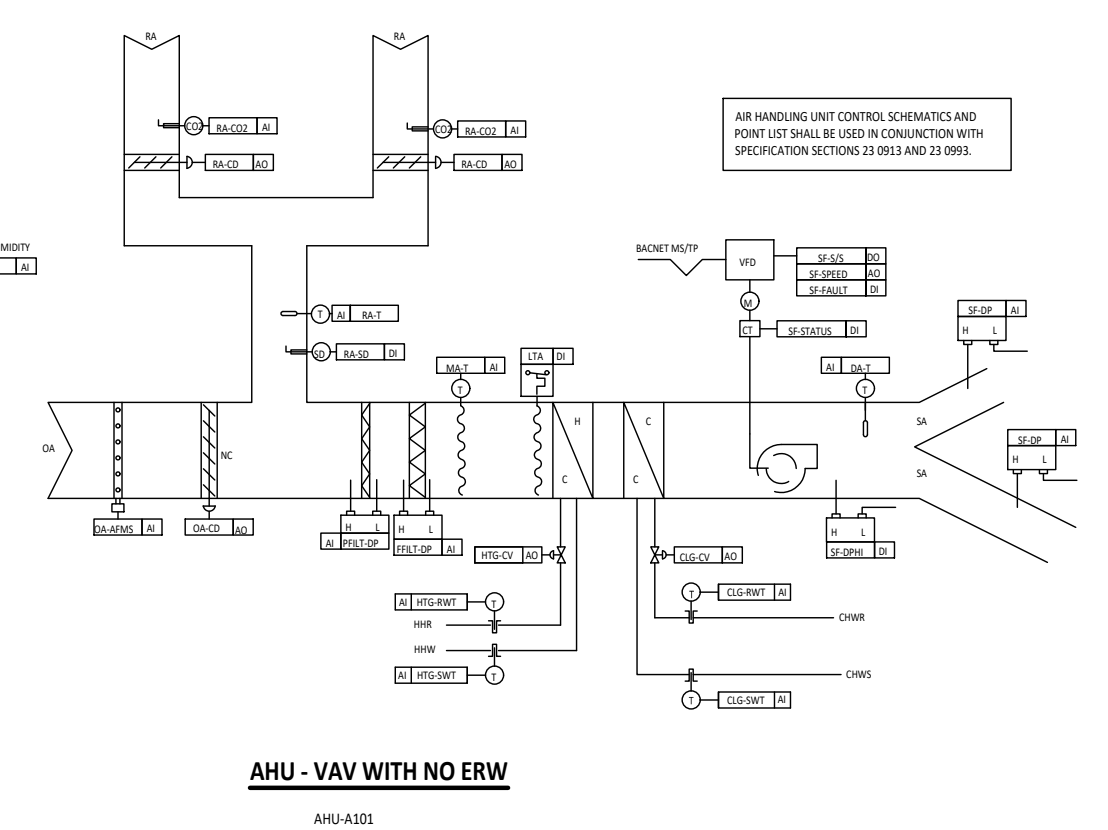 RA
RA
CO2 RA-CO2 AI
CO2 RA-CO2 AI
RA-CD AO
RA-CD AO
AIR HANDLING UNIT CONTROL SCHEMATICS AND
POINT LIST SHALL BE USED IN CONJUNCTION WITH
SPECIFICATION SECTIONS 23 0913 AND 23 0993.
MIDITY
AI
BACNET MS/TP
VFD
SF-S/S DO
SF-SPEED AO
SF-FAULT DI
M
CT SF-STATUS DI
T AI RA-T
SD RA-SD DI
MA-T AI
T
LTA DI
AI DA-T
T
SF-DP AI
H L
SF-DP AI
H L
OA
NC
H
C
C
C
SA
SA
OA-AFMS AI
OA-CD AO
H L
AI PFILT-DP
H L
FFILT-DP AI
H L
SF-DPHI DI
HTG-CV AO
CLG-CV AO
AI HTG-RWT T
HHR
HHW
AI HTG-SWT T
T CLG-RWT AI
CHWR
CHWS
T CLG-SWT AI
AHU - VAV WITH NO ERW
AHU-A101